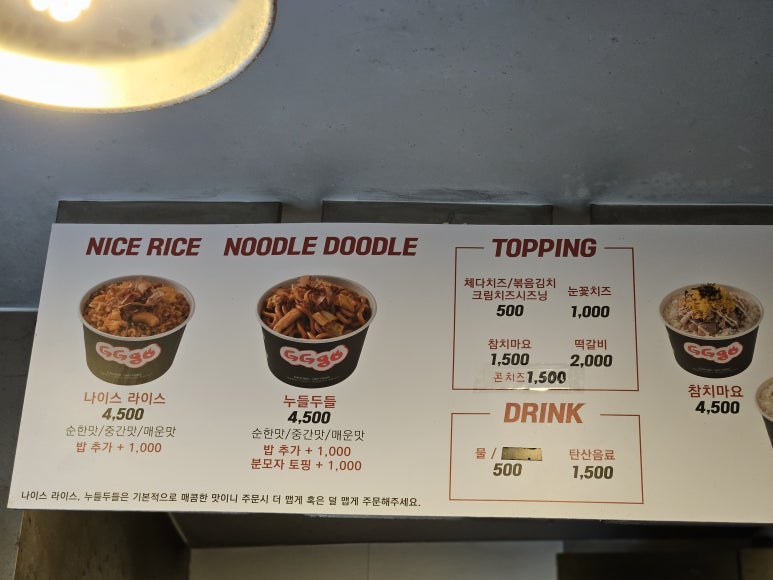 NICE RICE
GGgo
나이스 라이스
4,500
순한맛/중간맛/매운맛
밥 추가 + 1,000
NOODLE DOODLE
GGgo
누들두들
4,500
순한맛/중간맛/매운맛
밥 추가 + 1,000
분모자 토핑 + 1,000
TOPPING
체다치즈/볶음김치
크림치즈시즈닝
500
눈꽃치즈
1,000
참치마요
1,500
떡갈비
2,000
콘치즈 1,500
DRINK
물 /
500
탄산음료
1,500
GGgo
참치마요
4,500
나이스 라이스, 누들두들은 기본적으로 매콤한 맛이니 주문시 더 맵게 혹은 덜 맵게 주문해주세요.